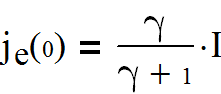 je(0) = γ / (γ + 1) · I